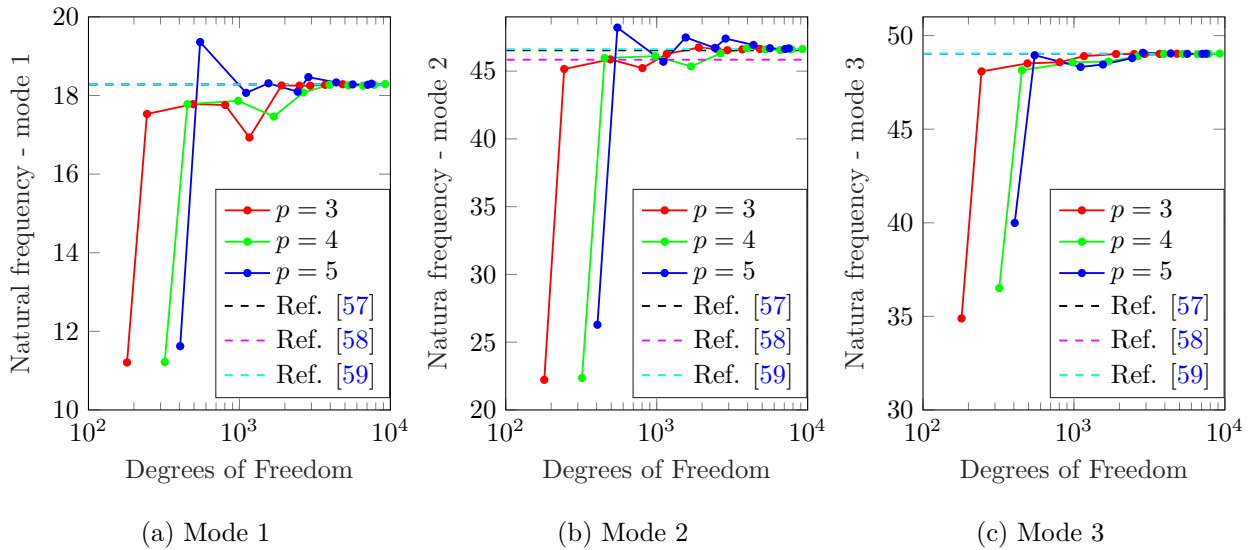 20
18
16
14
12
10
10^2
10^3
10^4
Natural frequency - mode 1
Degrees of Freedom
p = 3
p = 4
p = 5
Ref. [57]
Ref. [58]
Ref. [59]
(a) Mode 1
45
40
35
30
25
20
10^2
10^3
10^4
Natura frequency - mode 2
Degrees of Freedom
p = 3
p = 4
p = 5
Ref. [57]
Ref. [58]
Ref. [59]
(b) Mode 2
50
45
40
35
30
10^2
10^3
10^4
Natural frequency - mode 3
Degrees of Freedom
p = 3
p = 4
p = 5
Ref. [57]
Ref. [58]
Ref. [59]
(c) Mode 3